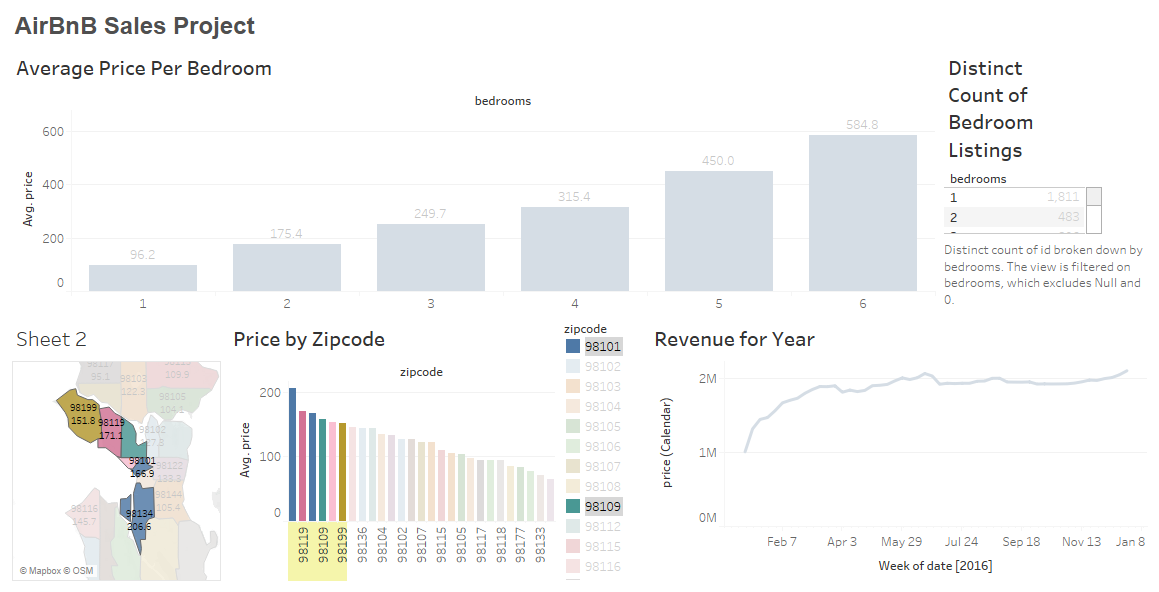 AirBnB Sales Project
Average Price Per Bedroom
bedrooms
Avg. price
600
400
200
0
96.2
175.4
249.7
315.4
450.0
584.8
1
2
3
4
5
6
Distinct
Count of
Bedroom
Listings
bedrooms
1 1,811
2 483
Distinct count of id broken down by
bedrooms. The view is filtered on
bedrooms, which excludes Null and
0.
Sheet 2
95.1
98103
122.3
109.9
98105
104.1
98199
151.8
98119
171.1
98102
98101
166.9
98122
98144
105.4
98134
206.6
98116
145.7
© Mapbox © OSM
Price by Zipcode
zipcode
Avg. price
200
100
0
98119
98109
98199
98136
98104
98102
98107
98115
98105
98117
98118
98177
98133
zipcode
98101
98102
98103
98104
98105
98106
98107
98108
98109
98112
98115
98116
Revenue for Year
price (Calendar)
2M
1M
0M
Feb 7
Apr 3
May 29
Jul 24
Sep 18
Nov 13
Jan 8
Week of date [2016]